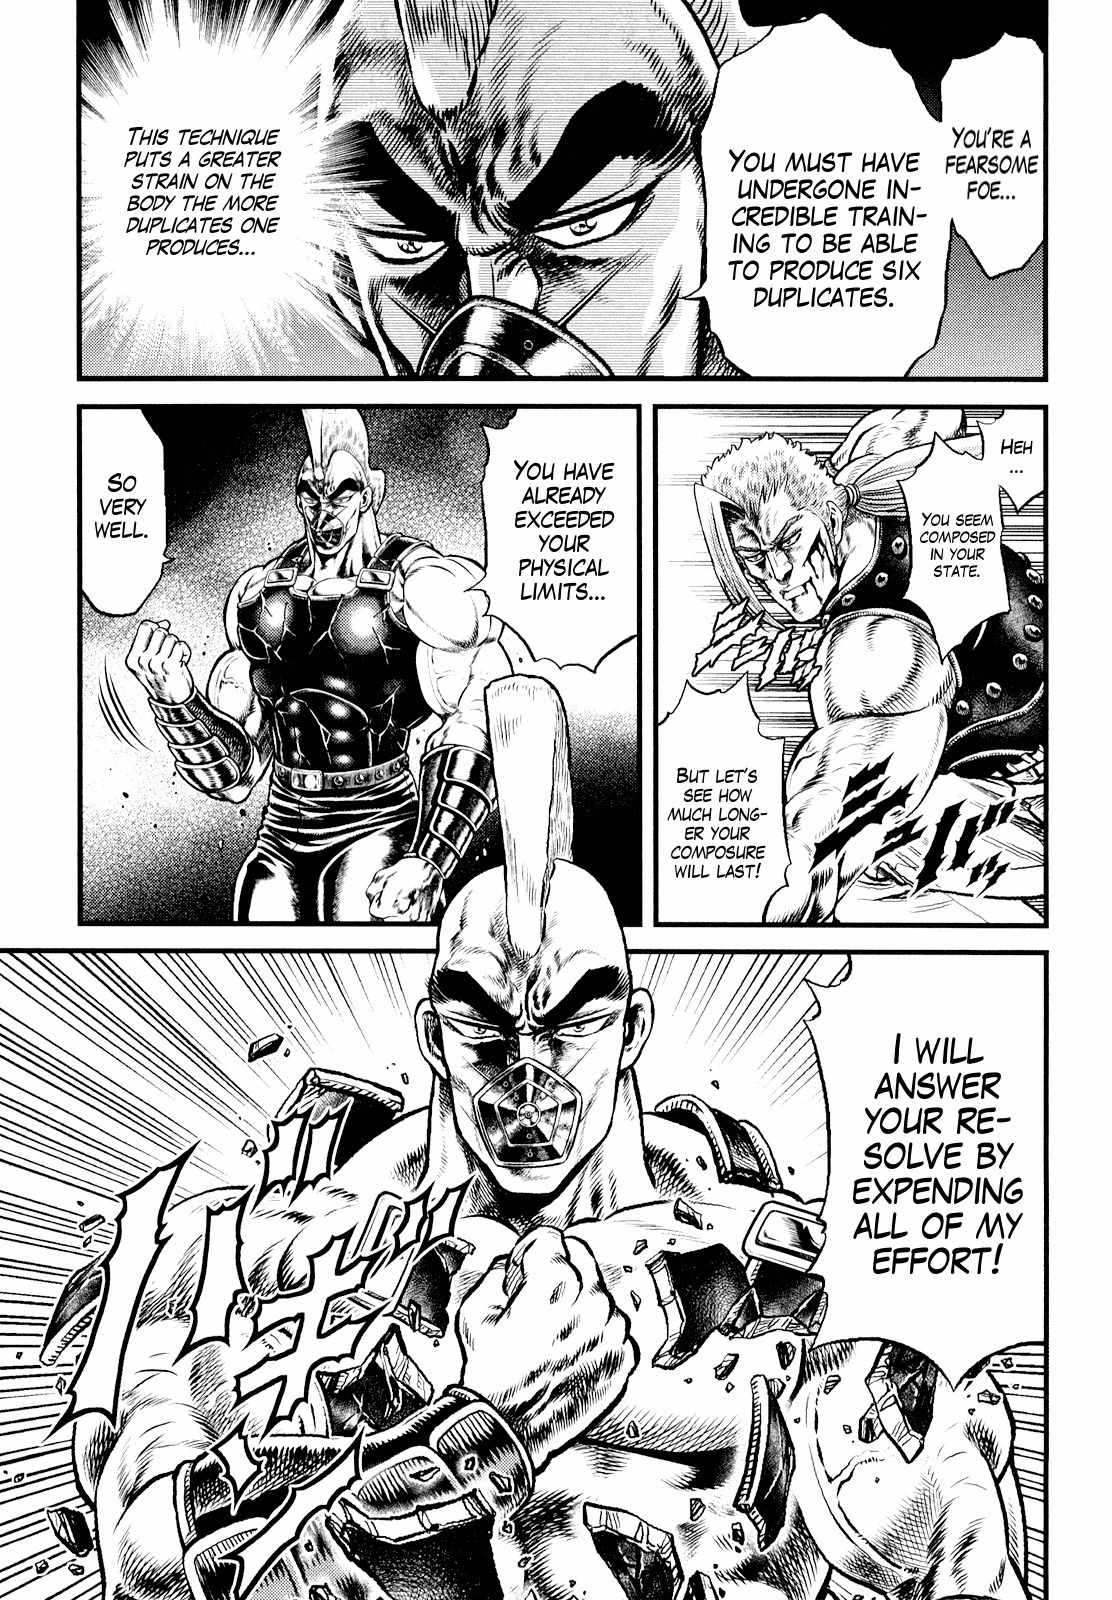 YOU'RE A
FEARSOME
FOE...
YOU MUST HAVE
UNDERGONE IN-
CREDIBLE TRAIN-
ING TO BE ABLE
TO PRODUCE SIX
DUPLICATES.
THIS TECHNIQUE
PUTS A GREATER
STRAIN ON THE
BODY THE MORE
DUPLICATES ONE
PRODUCES...
HEH
...
YOU SEEM
COMPOSED
IN YOUR
STATE.
BUT LET'S
SEE HOW
MUCH LONG-
ER YOUR
COMPOSURE
WILL LAST!
YOU HAVE
ALREADY
EXCEEDED
YOUR
PHYSICAL
LIMITS...
SO
VERY
WELL.
I WILL
ANSWER
YOUR RE-
SOLVE BY
EXPENDING
ALL OF MY
EFFORT!